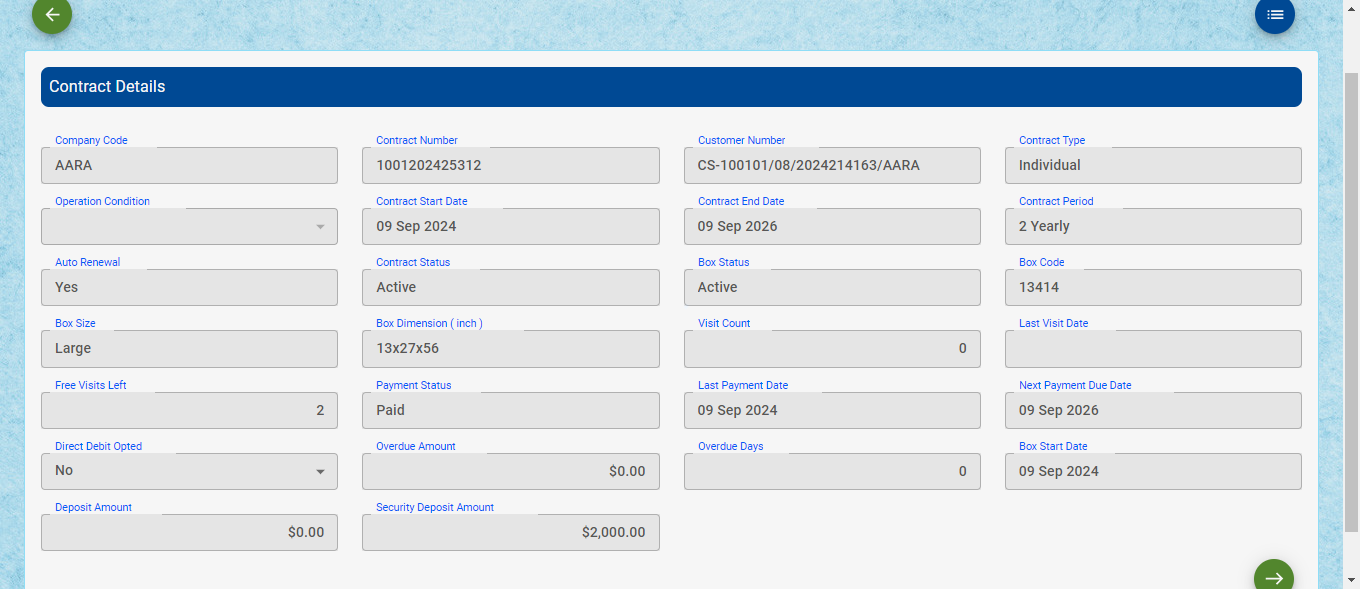 Contract Details
Company Code
Contract Number
Customer Number
Contract Type
AARA
1001202425312
CS-100101/08/2024214163/AARA
Individual
Operation Condition
Contract Start Date
Contract End Date
Contract Period
09 Sep 2024
09 Sep 2026
2 Yearly
Auto Renewal
Contract Status
Box Status
Box Code
Yes
Active
Active
13414
Box Size
Box Dimension ( inch )
Visit Count
Last Visit Date
Large
13x27x56
0
Free Visits Left
Payment Status
Last Payment Date
Next Payment Due Date
2
Paid
09 Sep 2024
09 Sep 2026
Direct Debit Opted
Overdue Amount
Overdue Days
Box Start Date
No
$0.00
0
09 Sep 2024
Deposit Amount
Security Deposit Amount
$0.00
$2,000.00